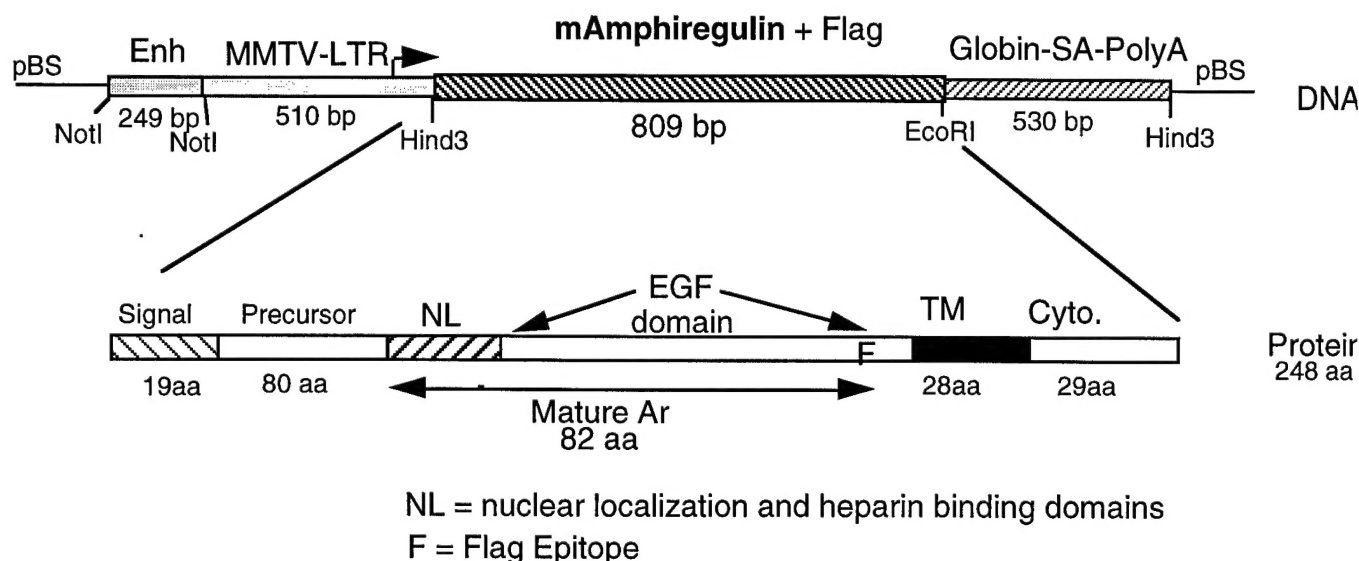 mAmphiregulin + Flag
Enh MMTV-LTR Globin-SA-PolyA
pBS pBS
DNA
NotI 249 bp NotI 510 bp Hind3 809 bp EcoRI 530 bp Hind3
EGF
domain
Signal Precursor NL TM Cyto.
F
Protein
248 aa
19aa 80 aa 28aa 29aa
Mature Ar
82 aa
NL = nuclear localization and heparin binding domains
F = Flag Epitope